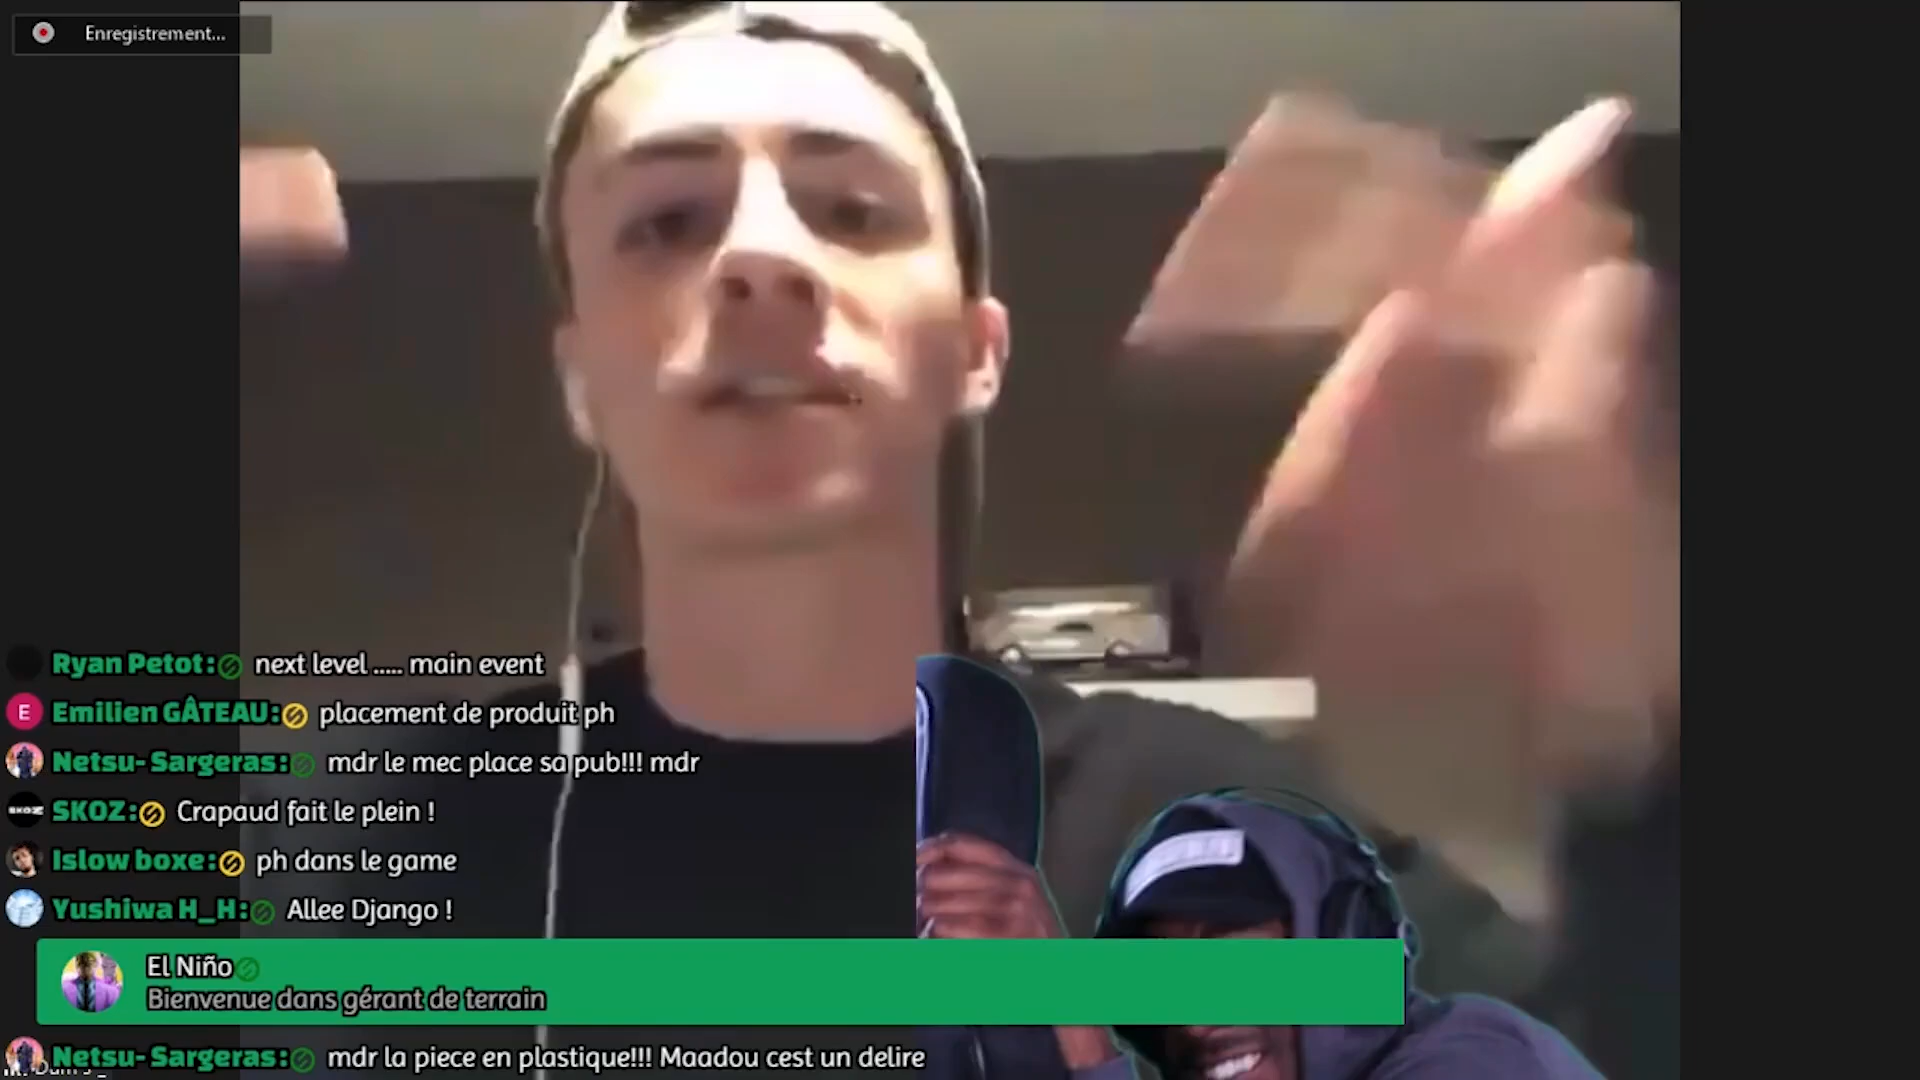 Enregistrement...
Ryan Petot: next level ..... main event
Emilien GÂTEAU: placement de produit ph
E
Netsu- Sargeras: mdr le mec place sa pub!!! mdr
SKOZ: Crapaud fait le plein !
Islow boxe: ph dans le game
Yushiwa H_H: Allee Django !
El Niño
Bienvenue dans gérant de terrain
Netsu- Sargeras: mdr la piece en plastique!!! Maadou cest un delire